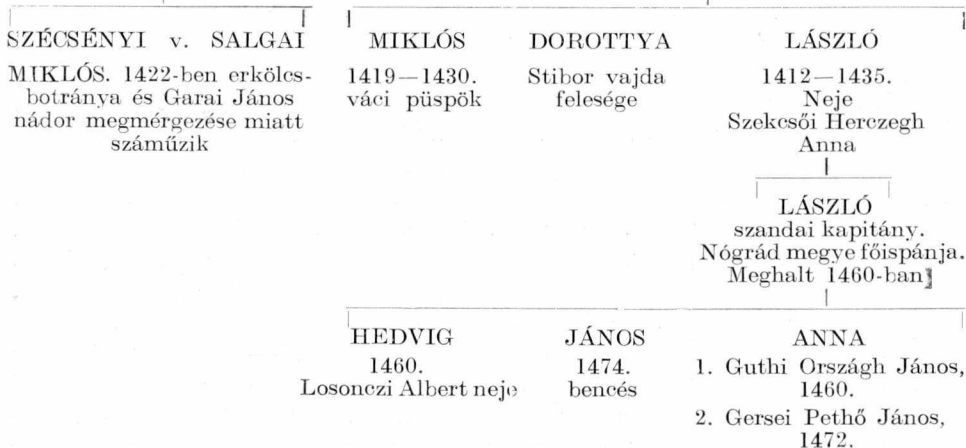 SZÉCSÉNYI v. SALGAI
MIKLÓS. 1422-ben erkölcs-
botránya és Garai János
nádor megmérgezése miatt
száműzik
MIKLÓS
1419—1430.
váci püspök
DOROTTYA
Stibor vajda
felesége
LÁSZLÓ
1412—1435.
Neje
Szekcsői Herczegh
Anna
LÁSZLÓ
szandai kapitány.
Nógrád megye főispánja.
Meghalt 1460-ban
HEDVIG
1460.
Losonczi Albert neje
JÁNOS
1474.
bencés
ANNA
1. Guthi Országh János,
1460.
2. Gersei Pethő János,
1472.